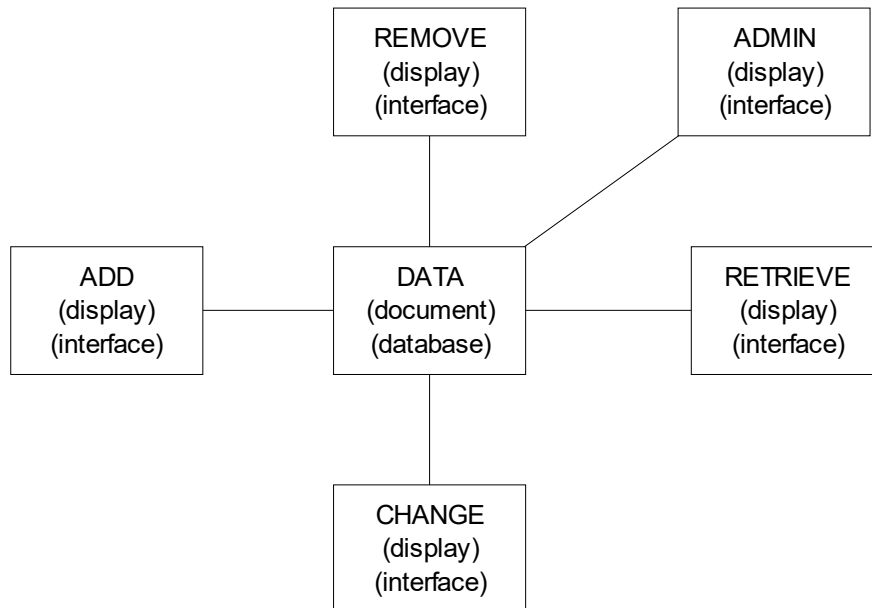 REMOVE
(display)
(interface)
ADMIN
(display)
(interface)
ADD
(display)
(interface)
DATA
(document)
(database)
RETRIEVE
(display)
(interface)
CHANGE
(display)
(interface)